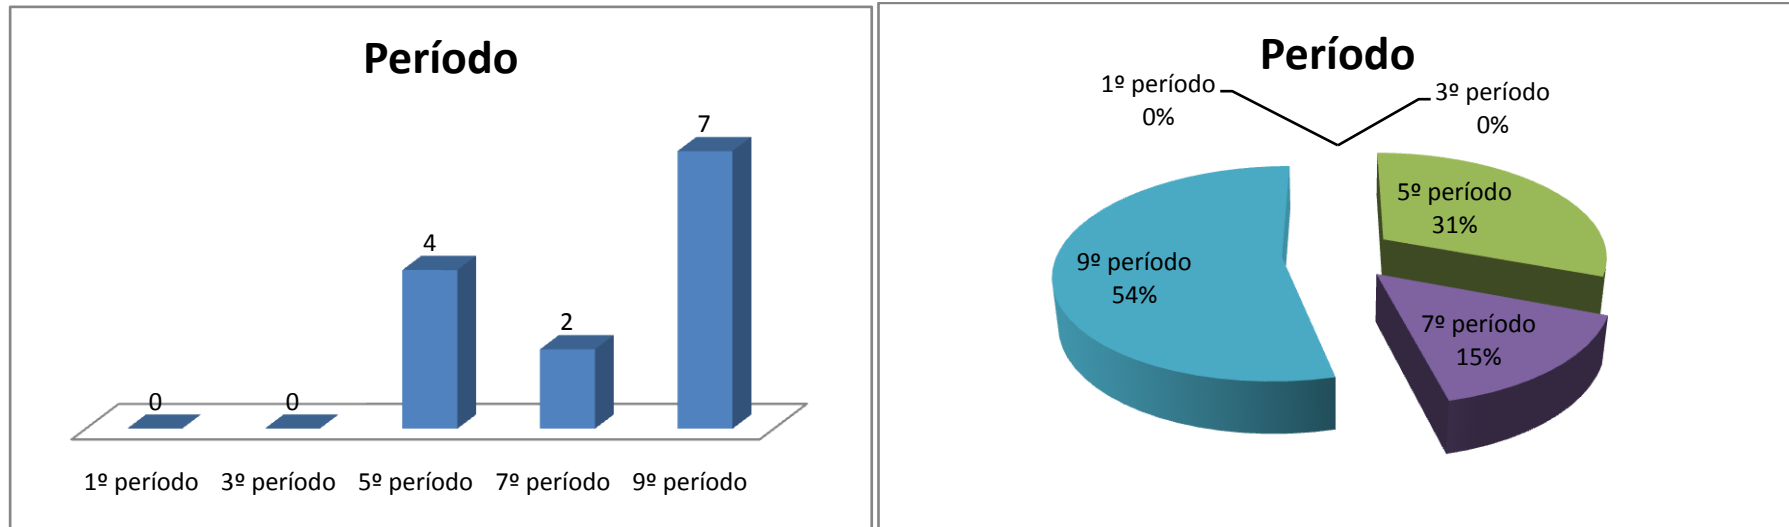 Período
0
0
4
2
7
1º período
3º período
5º período
7º período
9º período
Período
1º período
0%
3º período
0%
5º período
31%
9º período
54%
7º período
15%